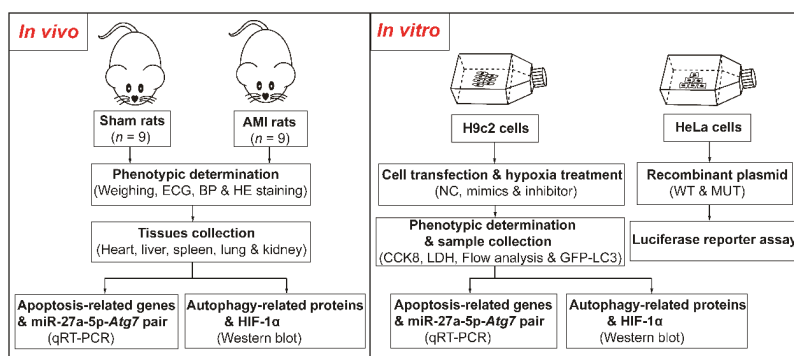 In vivo
Sham rats
(n = 9)
AMI rats
(n = 9)
Phenotypic determination
(Weighing, ECG, BP & HE staining)
Tissues collection
(Heart, liver, spleen, lung & kidney)
Apoptosis-related genes
& miR-27a-5p-Atg7 pair
(qRT-PCR)
Autophagy-related proteins
& HIF-1α
(Western blot)
In vitro
H9c2 cells
HeLa cells
Cell transfection & hypoxia treatment
(NC, mimics & inhibitor)
Recombinant plasmid
(WT & MUT)
Phenotypic determination
& sample collection
(CCK8, LDH, Flow analysis & GFP-LC3)
Luciferase reporter assay
Apoptosis-related genes
& miR-27a-5p-Atg7 pair
(qRT-PCR)
Autophagy-related proteins
& HIF-1α
(Western blot)